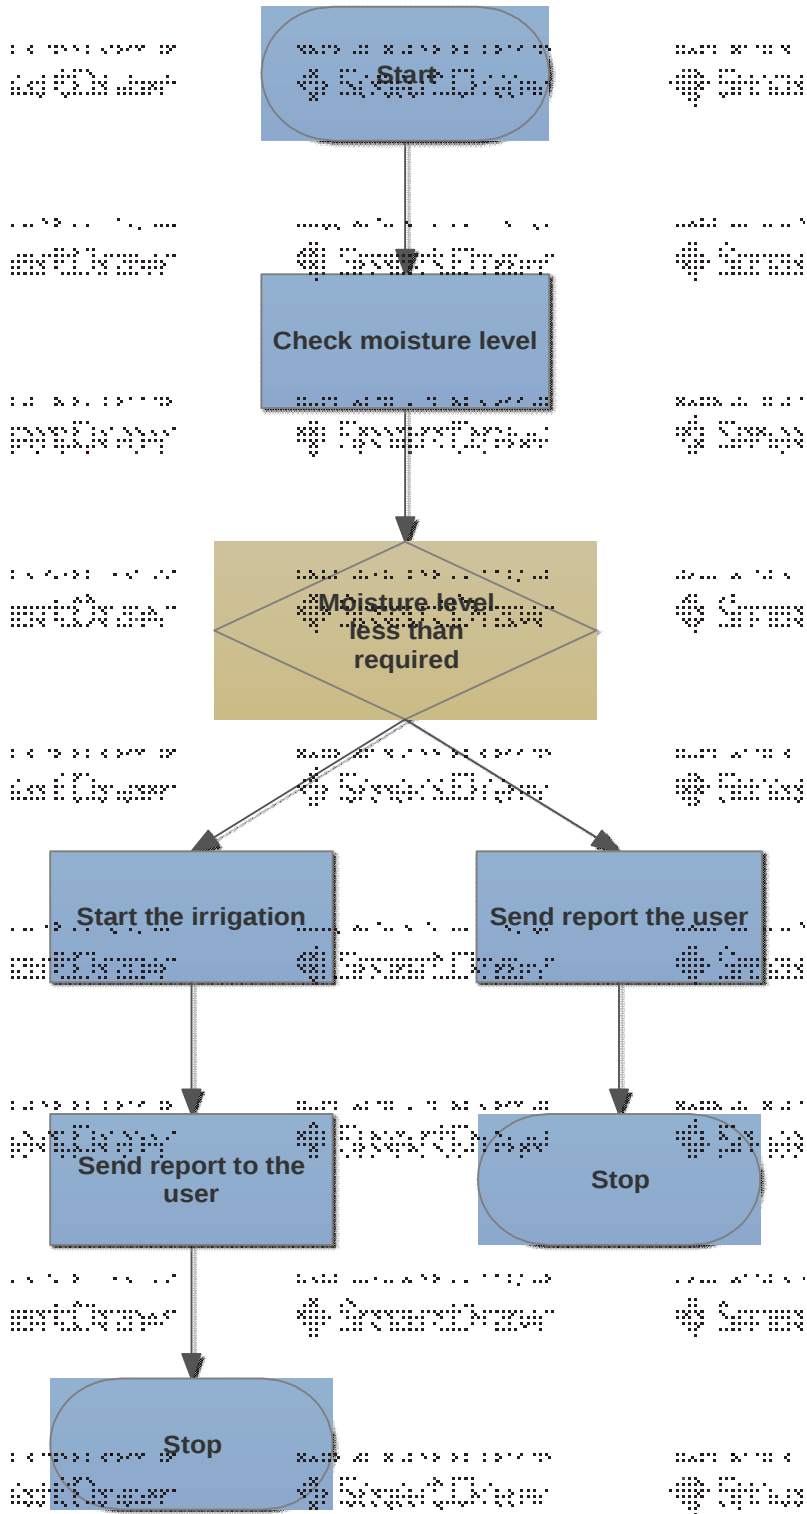 Start
Check moisture level
Moisture level
less than
required
Start the irrigation
Send report the user
Send report to the
user
Stop
Stop